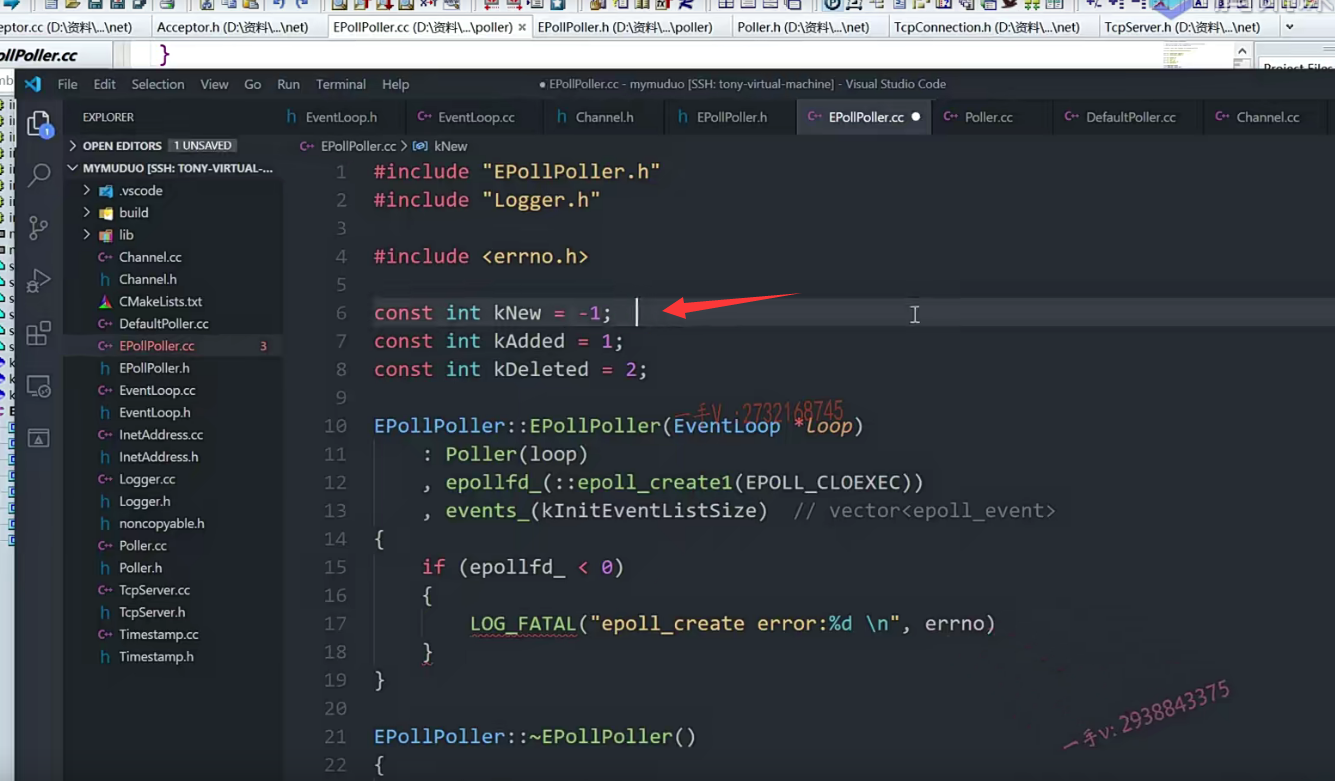 ptor.cc (D:\资料\...\net)
Acceptor.h (D:\资料\...\net)
EPollPoller.cc (D:\资料\...\poller)
EPollPoller.h (D:\资料\...\poller)
Poller.h (D:\资料\...\net)
TcpConnection.h (D:\资料\...\net)
TcpServer.h (D:\资料\...\net)
ollPoller.cc
}
Project Files
File Edit Selection View Go Run Terminal Help
● EPollPoller.cc - mymuduo [SSH: tony-virtual-machine] - Visual Studio Code
EXPLORER
OPEN EDITORS 1 UNSAVED
MYMUDUO [SSH: TONY-VIRTUAL-...
.vscode
build
lib
Channel.cc
Channel.h
CMakeLists.txt
DefaultPoller.cc
EPollPoller.cc 3
EPollPoller.h
EventLoop.cc
EventLoop.h
InetAddress.cc
InetAddress.h
Logger.cc
Logger.h
noncopyable.h
Poller.cc
Poller.h
TcpServer.cc
TcpServer.h
Timestamp.cc
Timestamp.h
EventLoop.h
EventLoop.cc
Channel.h
EPollPoller.h
EPollPoller.cc ●
Poller.cc
DefaultPoller.cc
Channel.cc
EPollPoller.cc > kNew
1 #include "EPollPoller.h"
2 #include "Logger.h"
3
4 #include <errno.h>
5
6 const int kNew = -1;
7 const int kAdded = 1;
8 const int kDeleted = 2;
9
一手V:2732168745
10 EPollPoller::EPollPoller(EventLoop *loop)
11 : Poller(loop)
12 , epollfd_(::epoll_create1(EPOLL_CLOEXEC))
13 , events_(kInitEventListSize) // vector<epoll_event>
14 {
15 if (epollfd_ < 0)
16 {
17 LOG_FATAL("epoll_create error:%d \n", errno)
18 }
19 }
20
21 EPollPoller::~EPollPoller()
22 {
一手V: 2938843375